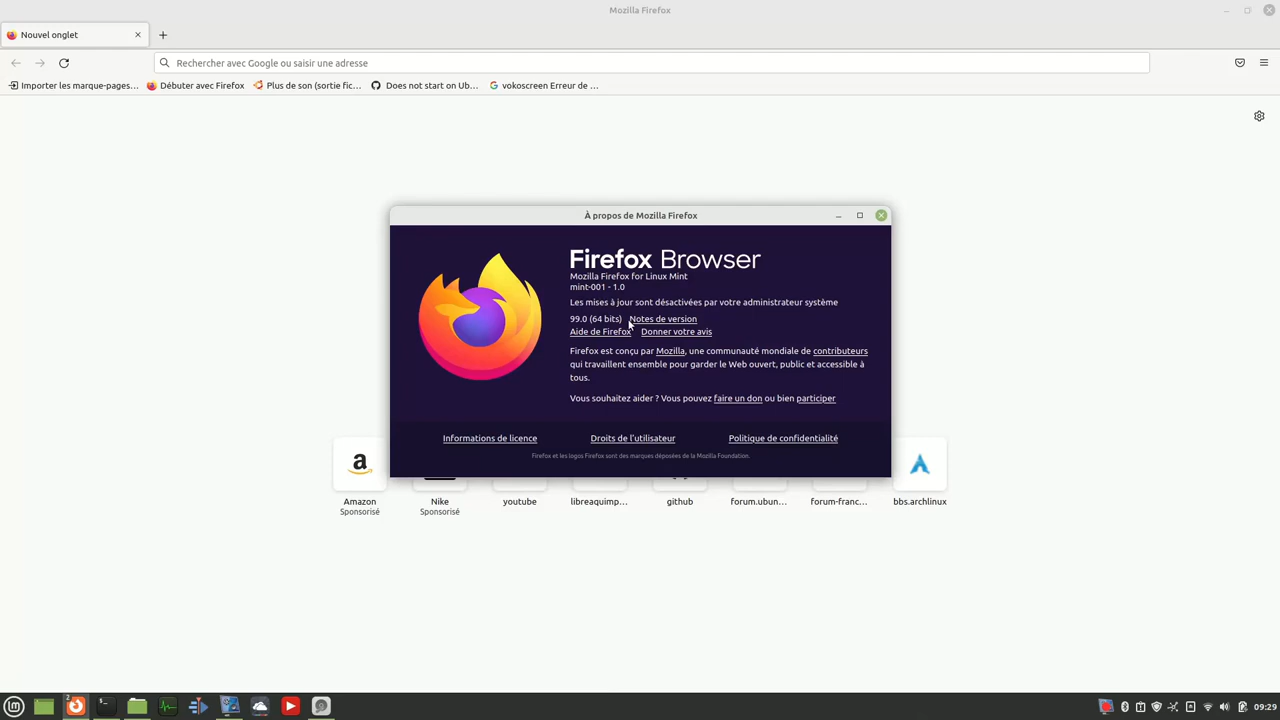 Mozilla Firefox
Nouvel onglet
Rechercher avec Google ou saisir une adresse
Importer les marque-pages… Débuter avec Firefox Plus de son (sortie fic… Does not start on Ub… vokoscreen Erreur de …
À propos de Mozilla Firefox
Firefox Browser
Mozilla Firefox for Linux Mint
mint-001 - 1.0
Les mises à jour sont désactivées par votre administrateur système
99.0 (64 bits) Notes de version
Aide de Firefox Donner votre avis
Firefox est conçu par Mozilla, une communauté mondiale de contributeurs
qui travaillent ensemble pour garder le Web ouvert, public et accessible à
tous.
Vous souhaitez aider ? Vous pouvez faire un don ou bien participer
Informations de licence Droits de l'utilisateur Politique de confidentialité
Firefox et les logos Firefox sont des marques déposées de la Mozilla Foundation.
Amazon Nike youtube libreaquimp… github forum.ubun… forum-franc… bbs.archlinux
Sponsorisé Sponsorisé
2
09:29